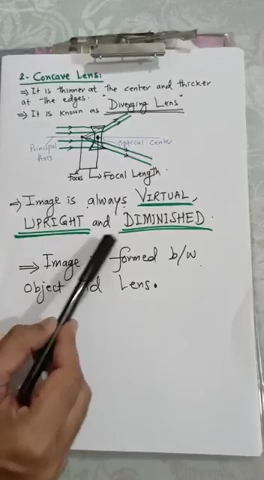 2- Concave Lens:
⇒ It is thinner at the center and thicker
at the edges.
⇒ It is known as "Diverging Lens"
Principal
Axis
optical center
Focus
Focal Length.
⇒ Image is always VIRTUAL,
UPRIGHT and DIMINISHED.
⇒ Image formed b/w
object and Lens.